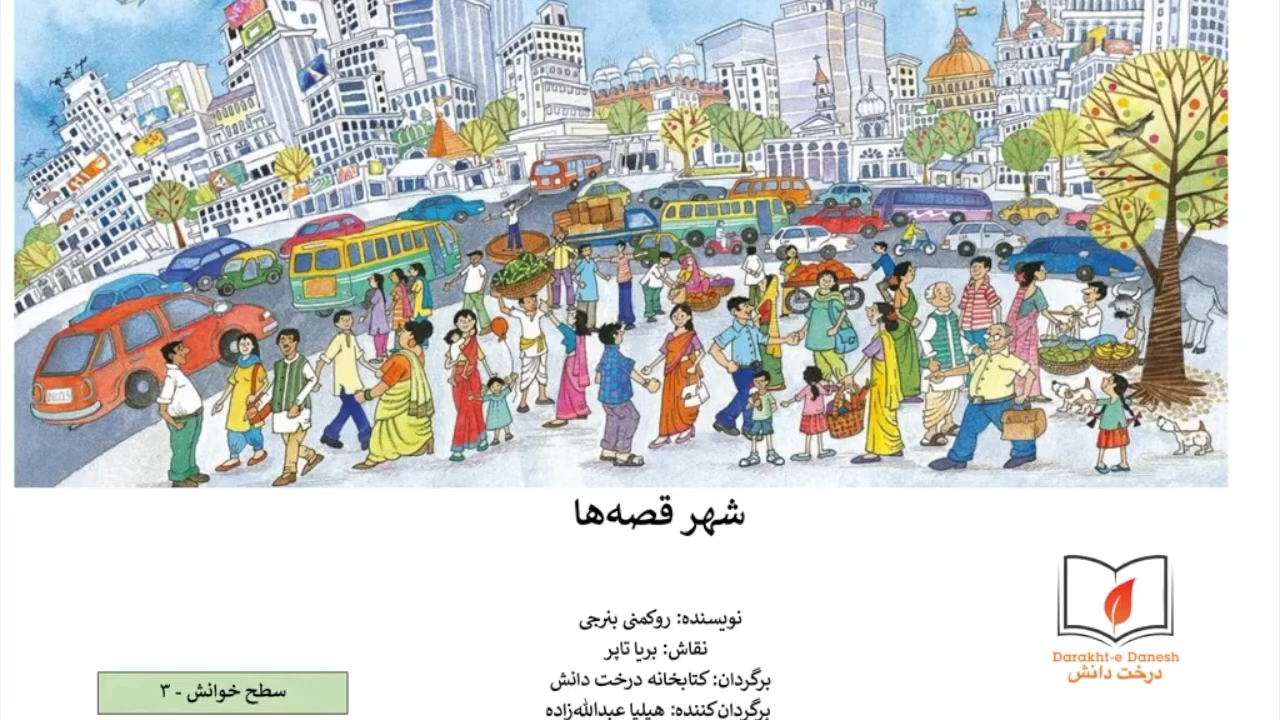 شهر قصه‌ها
نویسنده: روکمنی بنرجی
نقاش: بریا تاپر
برگردان: کتابخانه درخت دانش
برگردان‌کننده: هیلیا عبدالله‌زاده
سطح خوانش - ۳
Darakht-e Danesh
درخت دانش